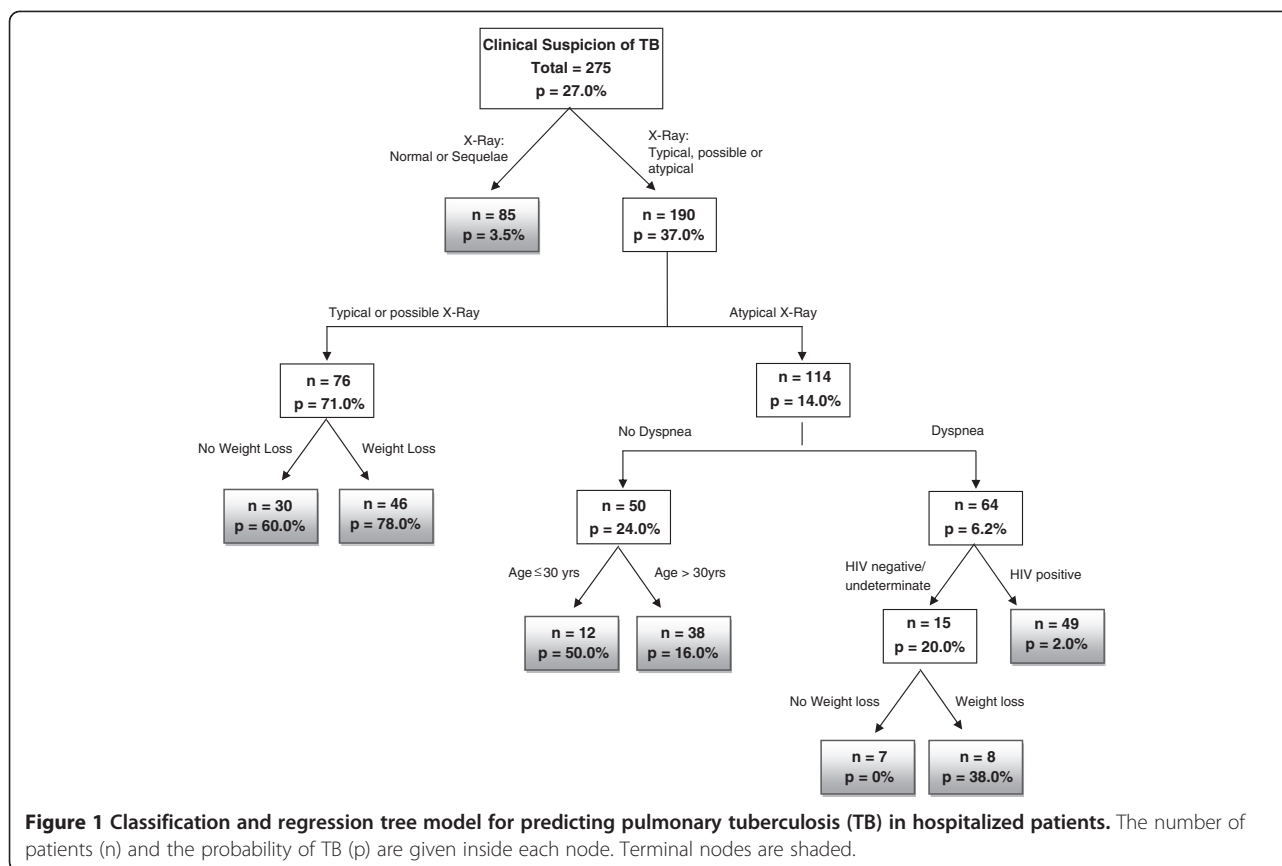 Clinical Suspicion of TB
Total = 275
p = 27.0%
X-Ray:
Normal or Sequelae
X-Ray:
Typical, possible or
atypical
n = 85
p = 3.5%
n = 190
p = 37.0%
Typical or possible X-Ray
Atypical X-Ray
n = 76
p = 71.0%
n = 114
p = 14.0%
No Weight Loss
Weight Loss
No Dyspnea
Dyspnea
n = 30
p = 60.0%
n = 46
p = 78.0%
n = 50
p = 24.0%
n = 64
p = 6.2%
Age ≤ 30 yrs
Age > 30yrs
HIV negative/
undeterminate
HIV positive
n = 12
p = 50.0%
n = 38
p = 16.0%
n = 15
p = 20.0%
n = 49
p = 2.0%
No Weight loss
Weight loss
n = 7
p = 0%
n = 8
p = 38.0%
Figure 1 Classification and regression tree model for predicting pulmonary tuberculosis (TB) in hospitalized patients. The number of
patients (n) and the probability of TB (p) are given inside each node. Terminal nodes are shaded.